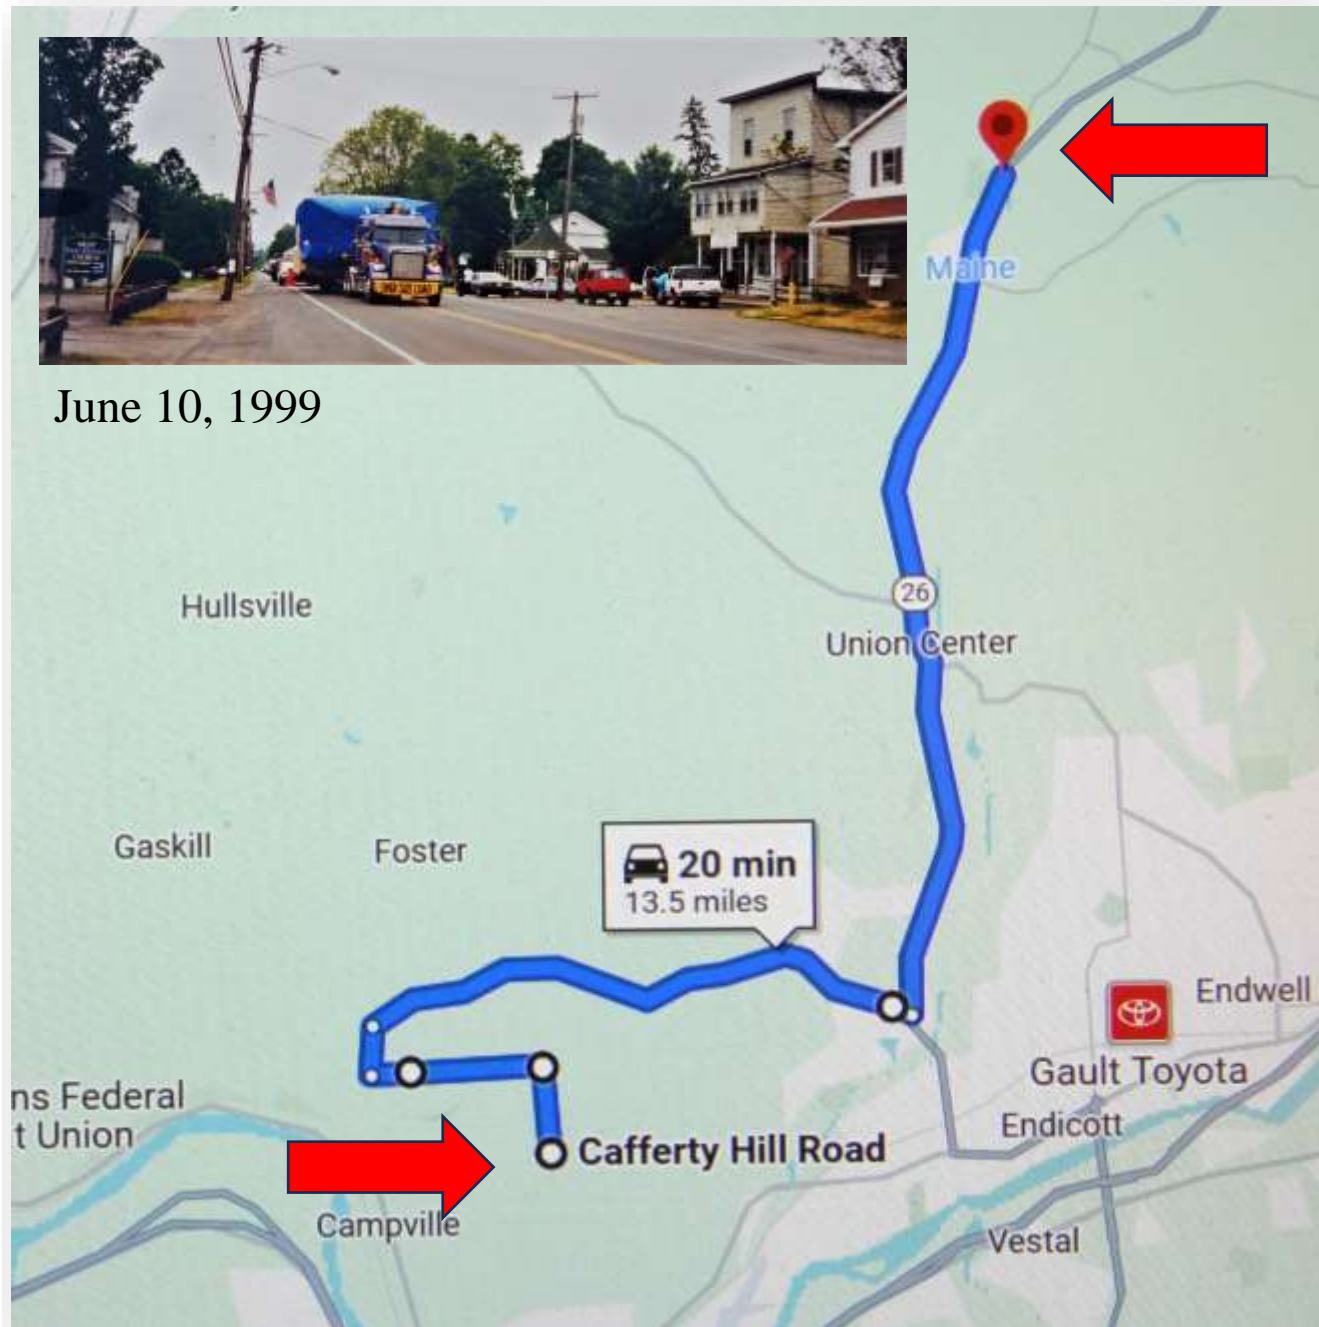 June 10, 1999
Maine
26
Union Center
Hullsville
Gaskill
Foster
20 min
13.5 miles
Endwell
Gault Toyota
ns Federal
t Union
Endicott
Cafferty Hill Road
Campville
Vestal